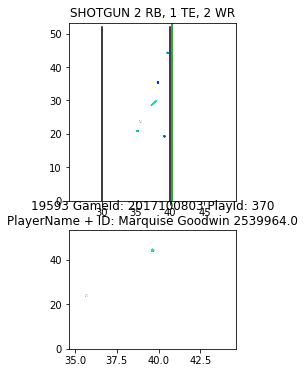 SHOTGUN 2 RB, 1 TE, 2 WR
50
40
30
20
10
0
30 35 40 45
19593 GameId: 2017100803 PlayId: 370
PlayerName + ID: Marquise Goodwin 2539964.0
40
20
0
35.0 37.5 40.0 42.5